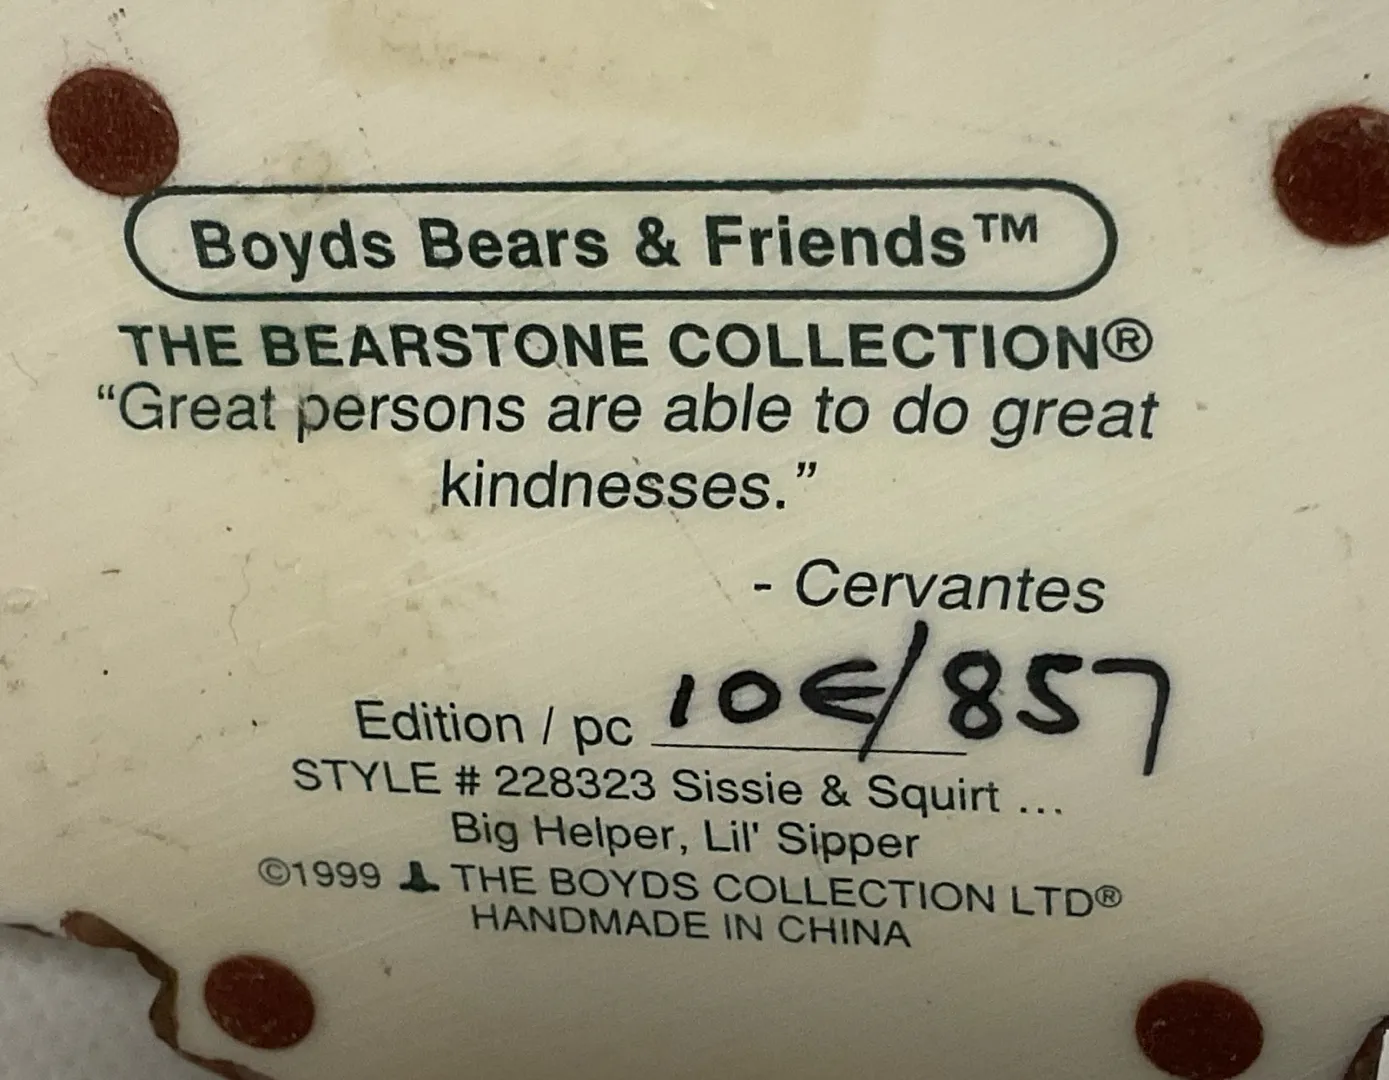 Boyds Bears & Friends™
THE BEARSTONE COLLECTION®
“Great persons are able to do great
kindnesses.”
- Cervantes
Edition / pc 10E/857
STYLE # 228323 Sissie & Squirt ...
Big Helper, Lil' Sipper
©1999 THE BOYDS COLLECTION LTD®
HANDMADE IN CHINA